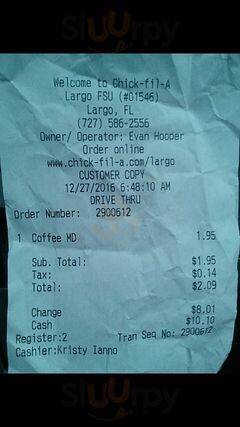 Slurrpy
Welcome to Chick-fil-A
Largo FSU (#01546)
Largo, FL
(727) 586-2556
Owner/ Operator: Evan Hooper
Order online
www.chick-fil-a.com/largo
CUSTOMER COPY
12/27/2016 6:48:10 AM
DRIVE THRU
Order Number: 2900612
1 Coffee MD 1.95
Sub. Total: $1.95
Tax: $0.14
Total: $2.09
Change $8.01
Cash $10.10
Register:2 Tran Seq No: 2900612
Cashier:Kristy Ianno
Slurrpy